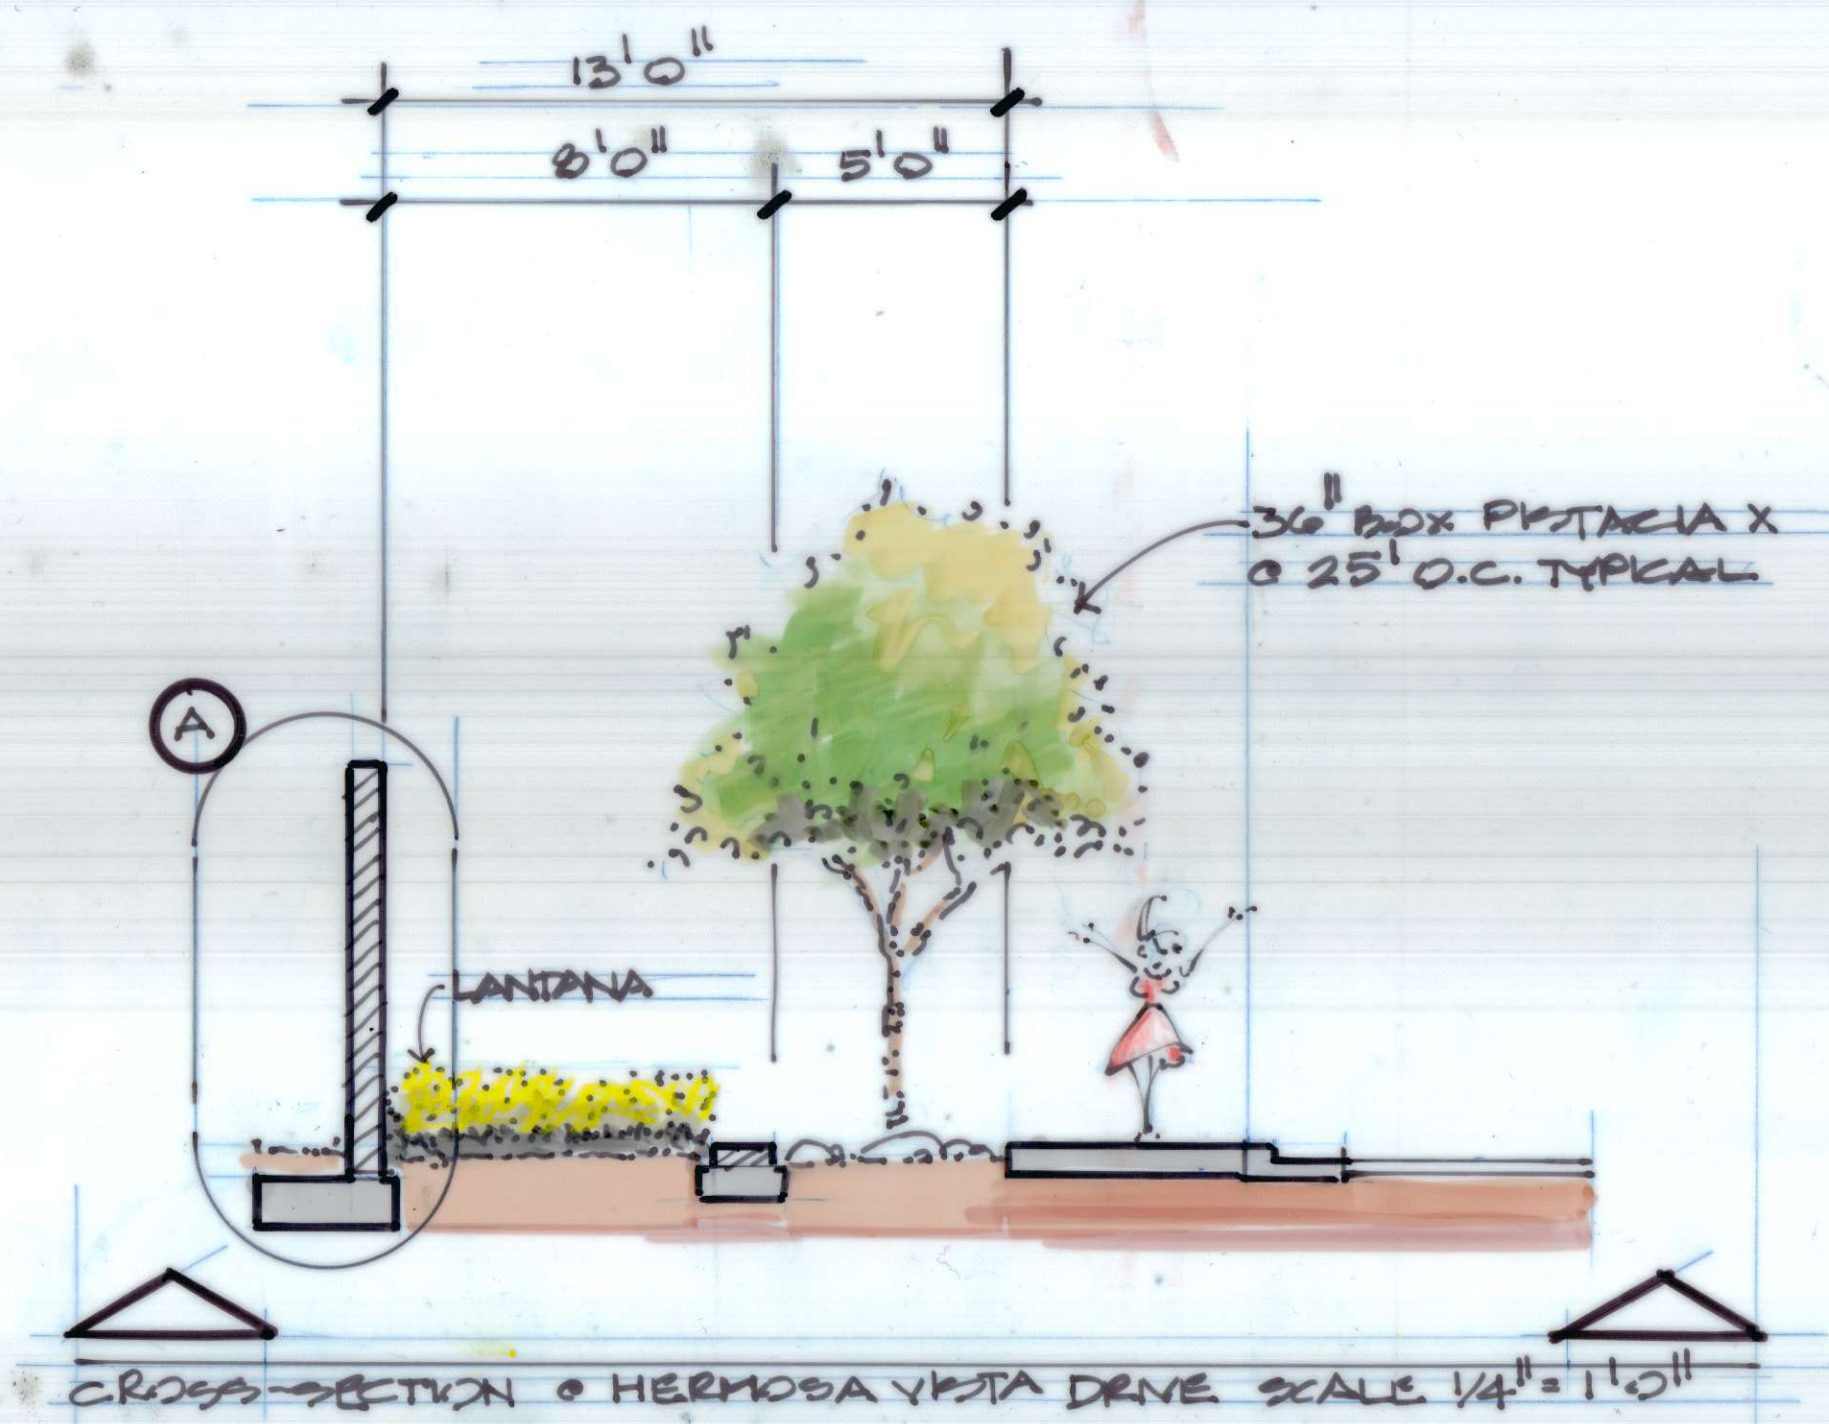 13'0"
8'0" 5'0"
36" BOX PISTACIA X
@ 25' O.C. TYPICAL
A
LANTANA
CROSS-SECTION @ HERMOSA VISTA DRIVE SCALE 1/4" = 1'0"